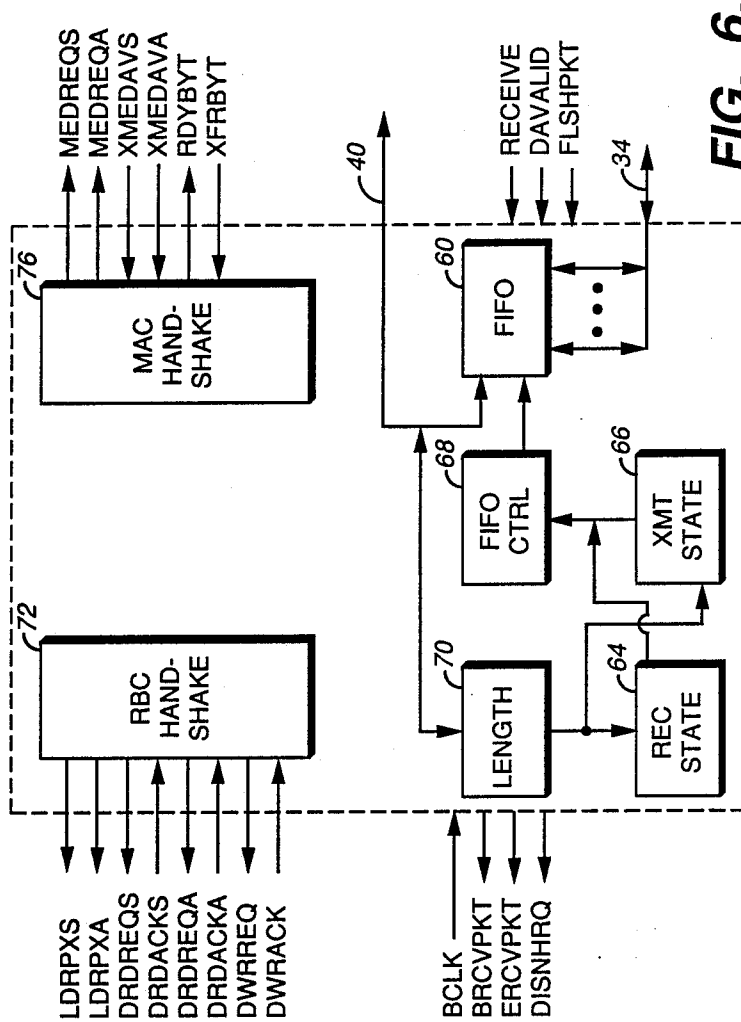 LDRPXS
LDRPXA
DRDREQS
DRDACKS
DRDREQA
DRDACKA
DWRREQ
DWRACK
72
RBC
HAND-
SHAKE
76
MAC
HAND-
SHAKE
MEDREQS
MEDREQA
XMEDAVS
XMEDAVA
RDYBYT
XFRBYT
40
BCLK
BRCVPKT
ERCVPKT
DISNHRQ
70
LENGTH
68
FIFO
CTRL
60
FIFO
RECEIVE
DAVALID
FLSHPKT
64
REC
STATE
66
XMT
STATE
34
FIG. 6.